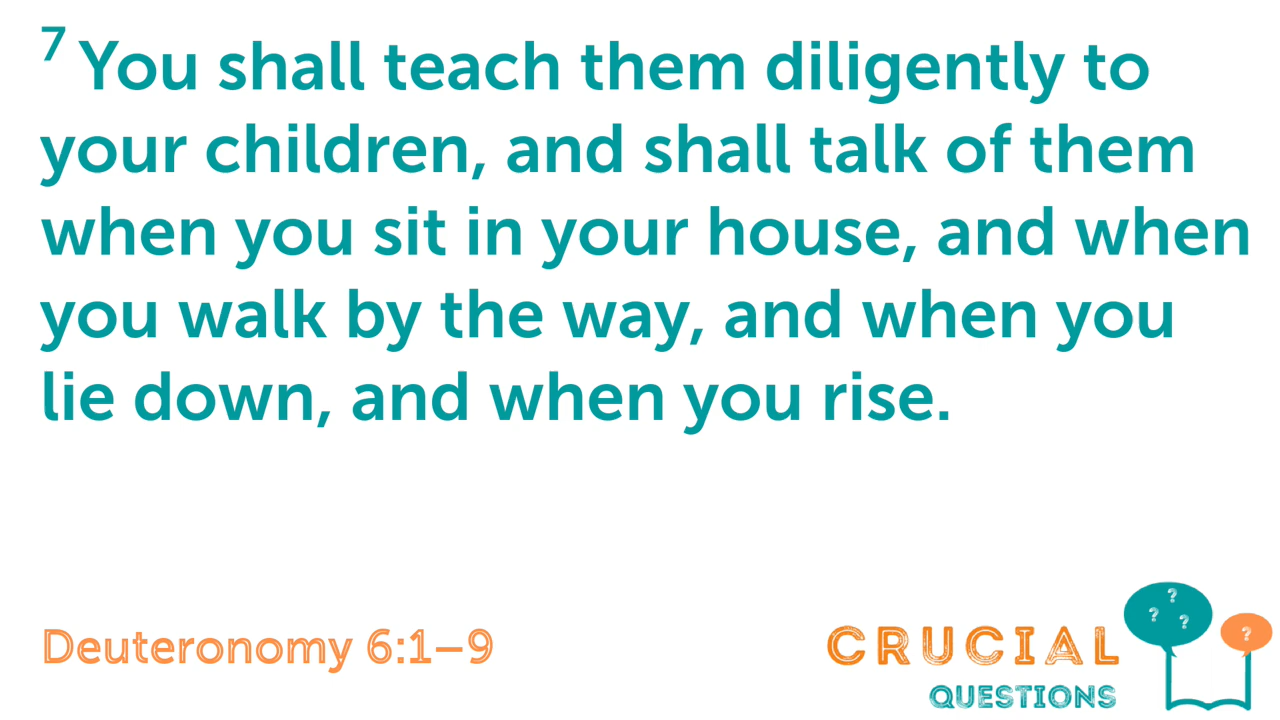 7 You shall teach them diligently to
your children, and shall talk of them
when you sit in your house, and when
you walk by the way, and when you
lie down, and when you rise.
Deuteronomy 6:1–9
CRUCIAL
QUESTIONS
? ? ? ?